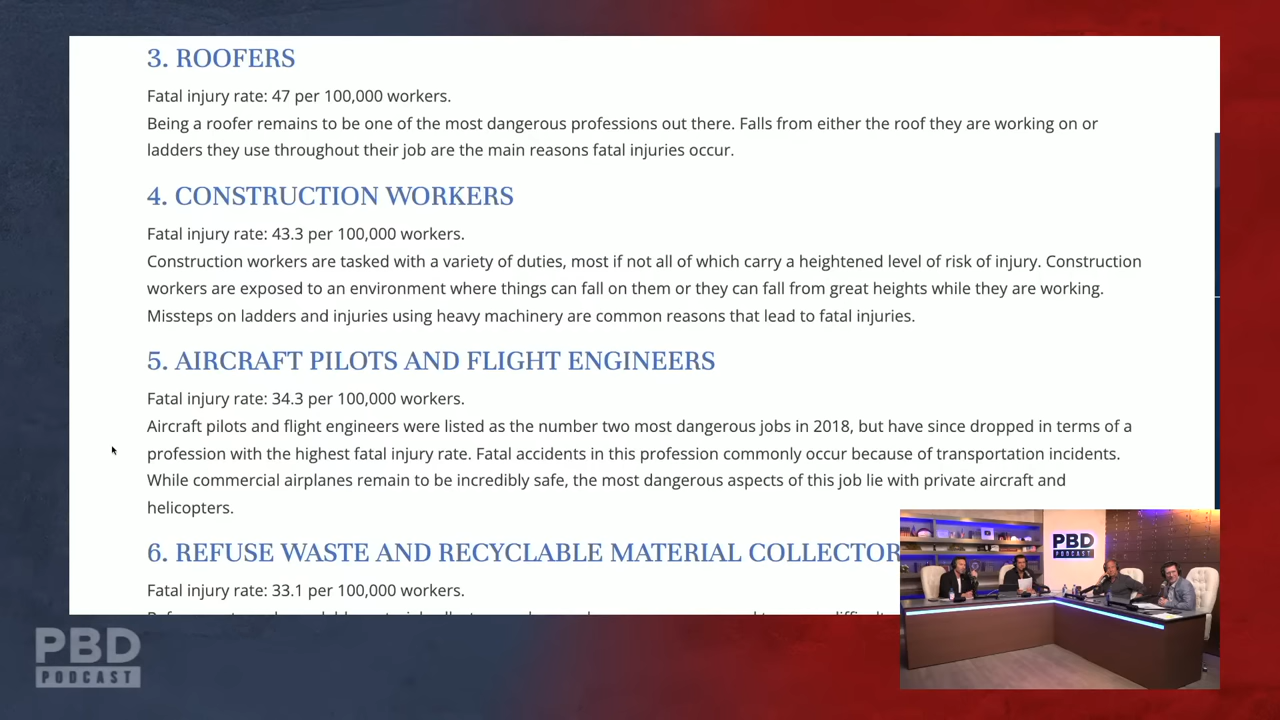 3. ROOFERS
Fatal injury rate: 47 per 100,000 workers.
Being a roofer remains to be one of the most dangerous professions out there. Falls from either the roof they are working on or
ladders they use throughout their job are the main reasons fatal injuries occur.
4. CONSTRUCTION WORKERS
Fatal injury rate: 43.3 per 100,000 workers.
Construction workers are tasked with a variety of duties, most if not all of which carry a heightened level of risk of injury. Construction
workers are exposed to an environment where things can fall on them or they can fall from great heights while they are working.
Missteps on ladders and injuries using heavy machinery are common reasons that lead to fatal injuries.
5. AIRCRAFT PILOTS AND FLIGHT ENGINEERS
Fatal injury rate: 34.3 per 100,000 workers.
Aircraft pilots and flight engineers were listed as the number two most dangerous jobs in 2018, but have since dropped in terms of a
profession with the highest fatal injury rate. Fatal accidents in this profession commonly occur because of transportation incidents.
While commercial airplanes remain to be incredibly safe, the most dangerous aspects of this job lie with private aircraft and
helicopters.
6. REFUSE WASTE AND RECYCLABLE MATERIAL COLLECTOR
Fatal injury rate: 33.1 per 100,000 workers.
PBD
PODCAST
PBD
PODCAST